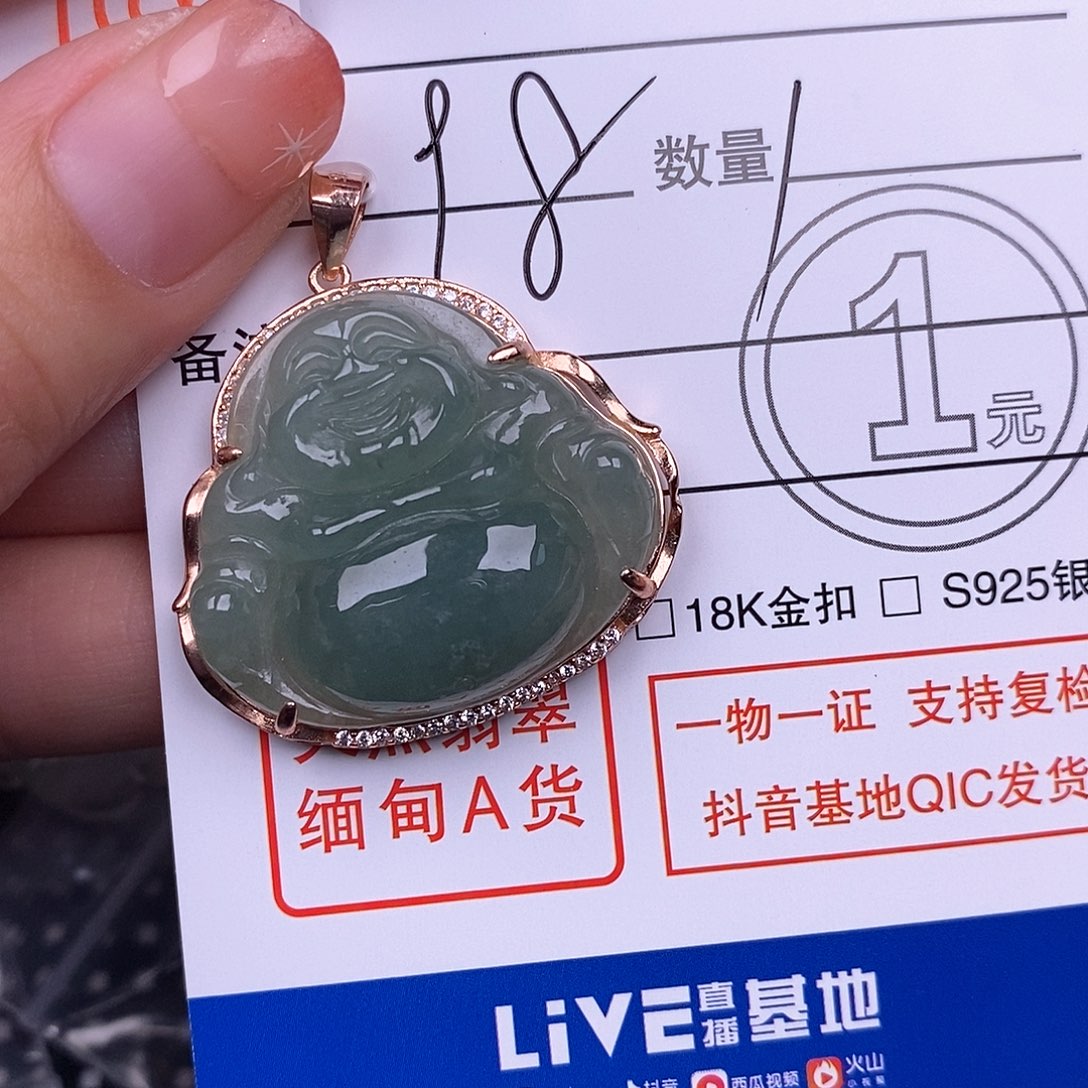 18 数量 1
备注
1元
□18K金扣 □ S925银
天然翡翠
缅甸A货
一物一证 支持复检
抖音基地QIC发货
LiVE直播基地
抖音 西瓜视频 火山